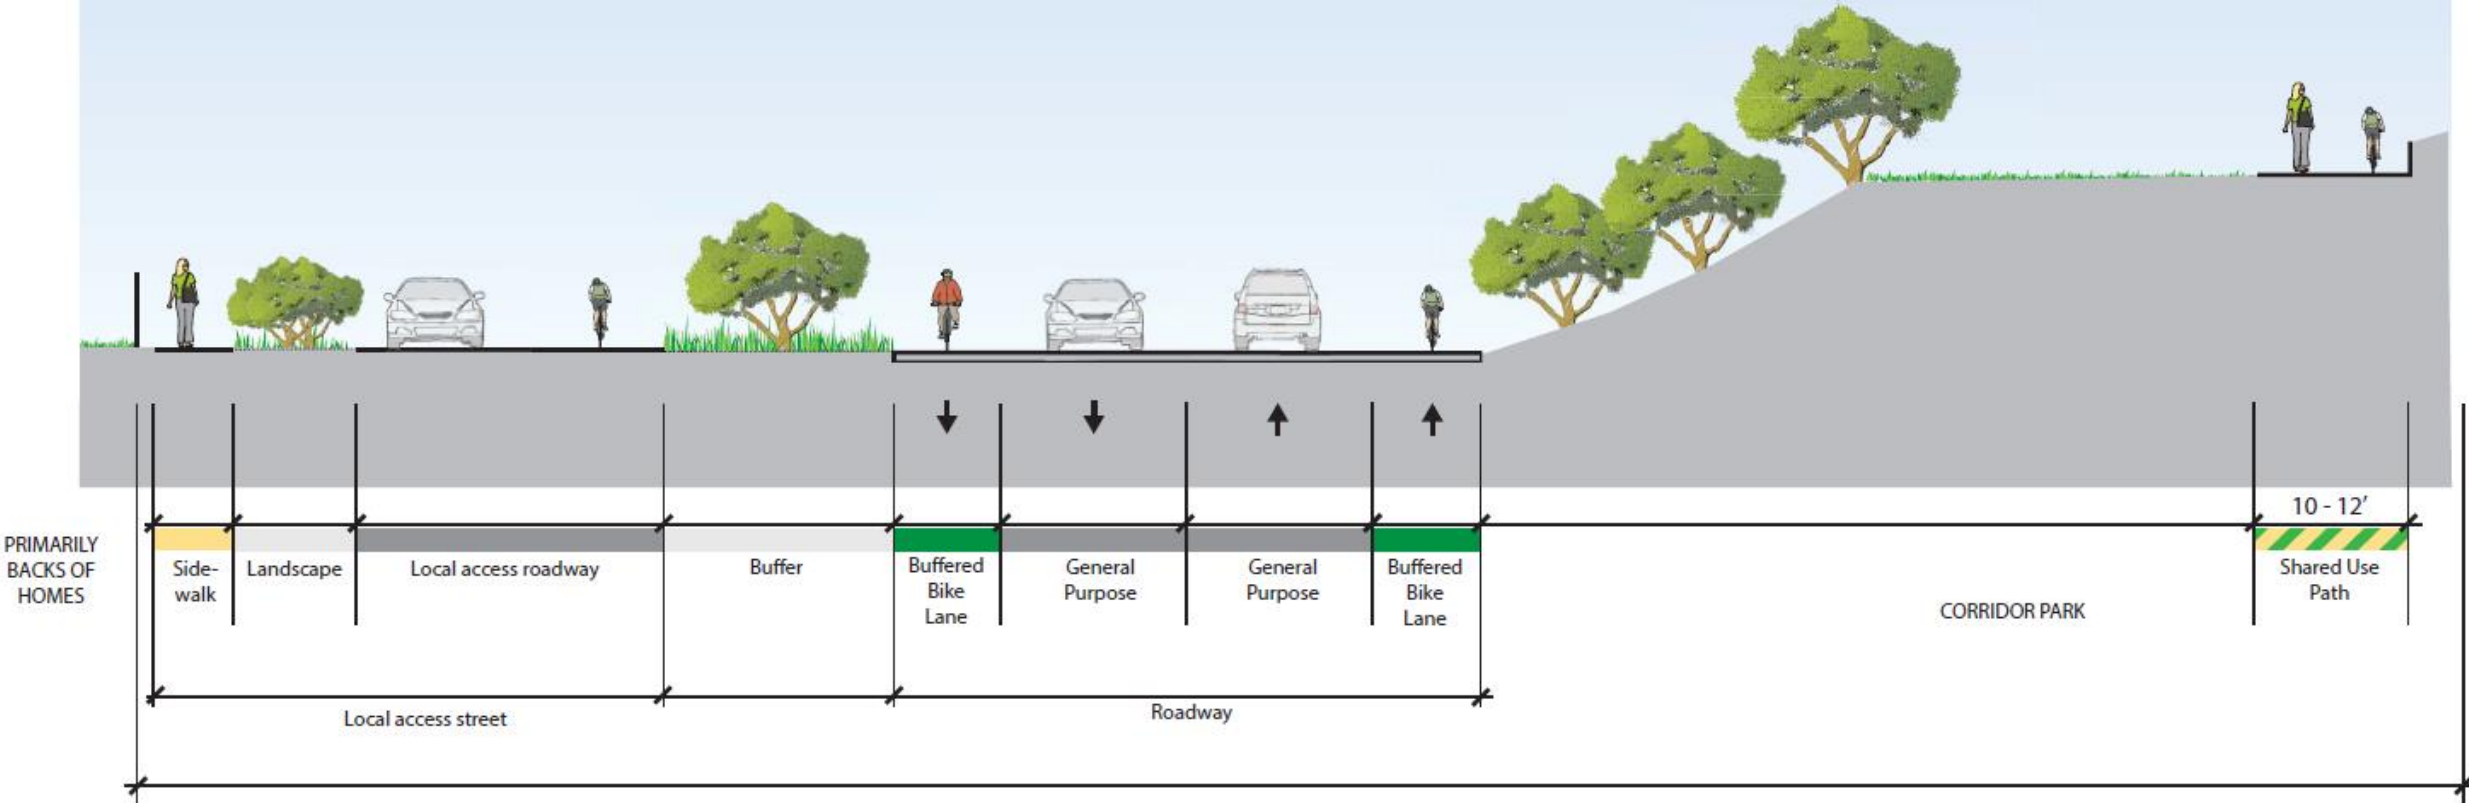 10 - 12’
PRIMARILY
BACKS OF
HOMES
Side-
walk
Landscape
Local access roadway
Buffer
Buffered
Bike
Lane
General
Purpose
General
Purpose
Buffered
Bike
Lane
CORRIDOR PARK
Shared Use
Path
Local access street
Roadway